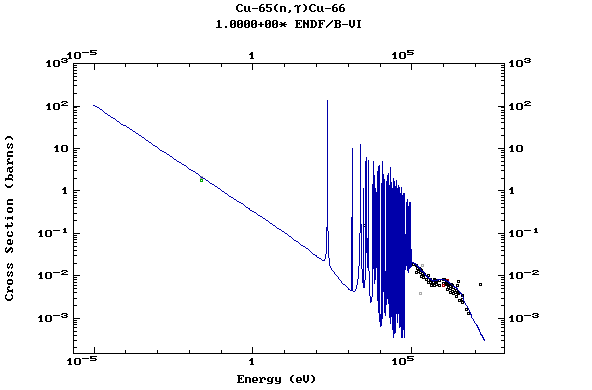 Cu-65(n,γ)Cu-66
1.0000+00* ENDF/B-VI
10⁻⁵ 1 10⁵
10³ 10³
10² 10²
10 10
1 1
10⁻¹ 10⁻¹
10⁻² 10⁻²
10⁻³ 10⁻³
10⁻⁵ 1 10⁵
Cross Section (barns)
Energy (eV)